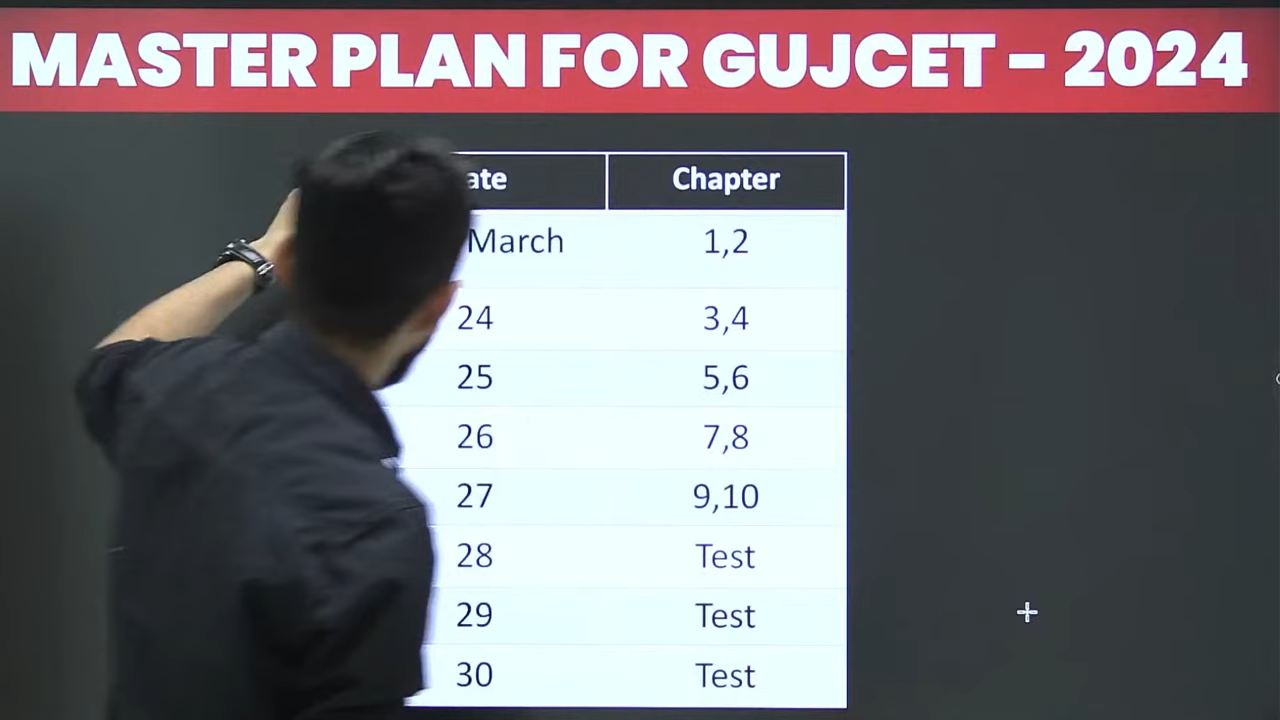 MASTER PLAN FOR GUJCET - 2024
ate Chapter
March 1,2
24 3,4
25 5,6
26 7,8
27 9,10
28 Test
29 Test
30 Test